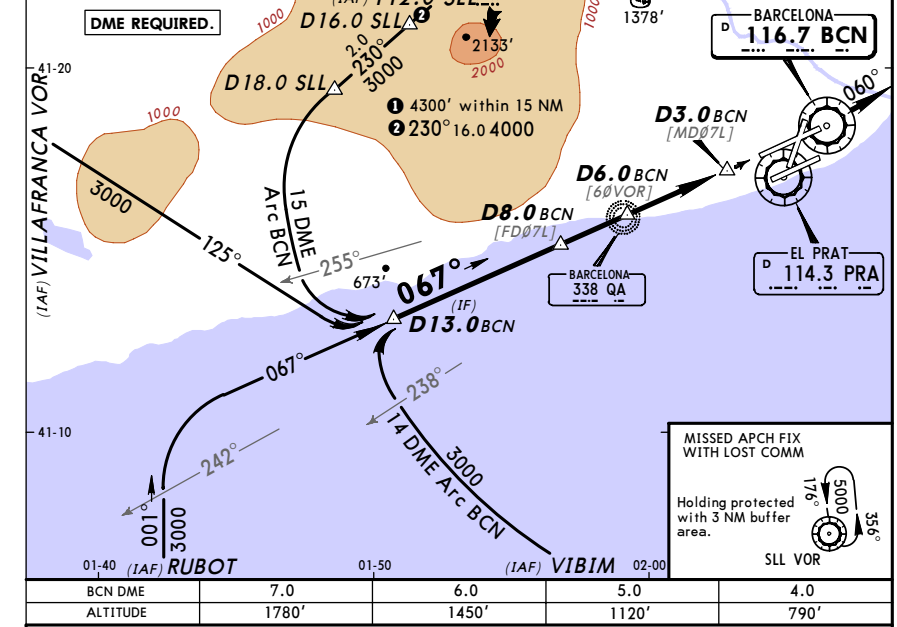 DME REQUIRED.
1000
(IAF)
D16.0 SLL 2
2.0
230°
3000
2133'
2000
1000
1378'
BARCELONA
D 116.7 BCN
41-20
D18.0 SLL
1 4300' within 15 NM
2 230° 16.0 4000
1000
060°
D3.0 BCN
[MD07L]
(IAF) VILLAFRANCA VOR
3000
125°
15 DME
Arc BCN
D6.0 BCN
[60VOR]
D8.0 BCN
[FD07L]
255°
673'
067°
(IF)
D13.0 BCN
BARCELONA
338 QA
EL PRAT
D 114.3 PRA
067°
238°
41-10
242°
14 DME Arc BCN
3000
001°
3000
MISSED APCH FIX
WITH LOST COMM
Holding protected
with 3 NM buffer
area.
176°
5000
356°
SLL VOR
01-40
(IAF) RUBOT
01-50
(IAF) VIBIM
02-00
BCN DME 7.0 6.0 5.0 4.0
ALTITUDE 1780' 1450' 1120' 790'